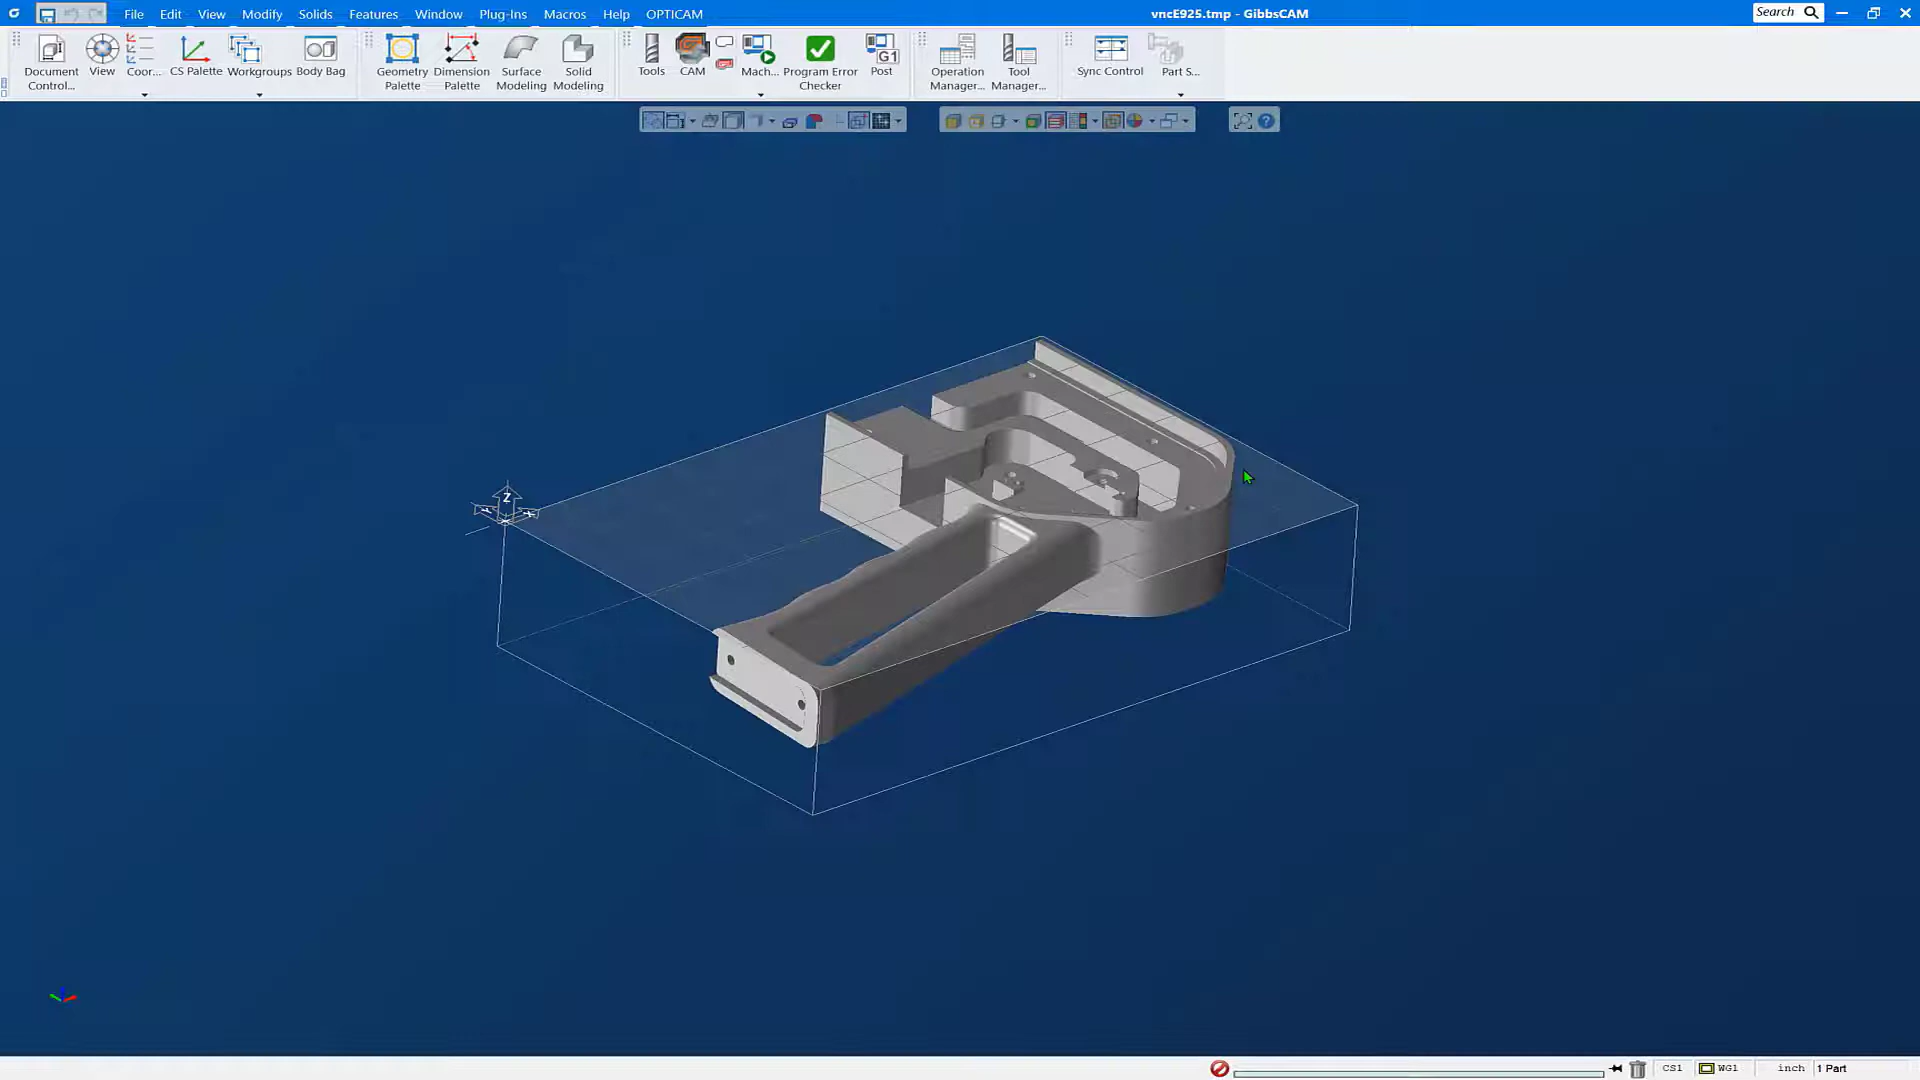 File Edit View Modify Solids Features Window Plug-Ins Macros Help OPTICAM
vncE925.tmp - GibbsCAM
Search
Document Control...
View
Coor...
CS Palette
Workgroups
Body Bag
Geometry Palette
Dimension Palette
Surface Modeling
Solid Modeling
Tools
CAM
Mach...
Program Error Checker
G1
Post
Operation Manager...
Tool Manager...
Sync Control
Part S...
Z
CS1
WG1
inch
1 Part